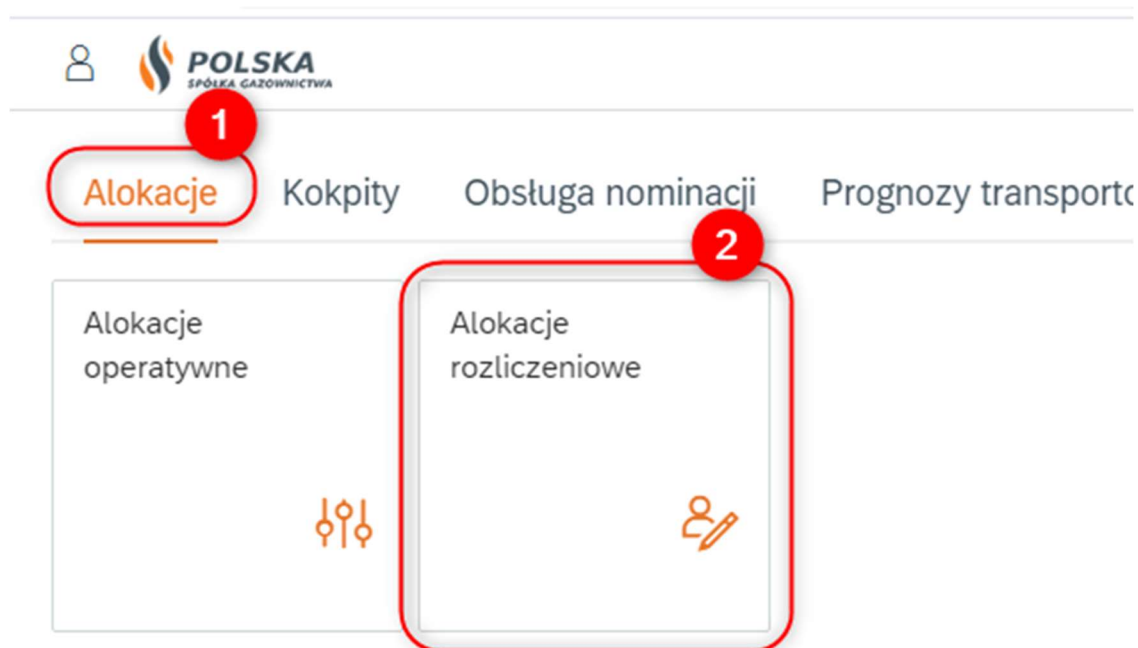 POLSKA
SPÓŁKA GAZOWNICTWA
1
Alokacje
Kokpity
Obsługa nominacji
Prognozy transporto
2
Alokacje
operatywne
Alokacje
rozliczeniowe